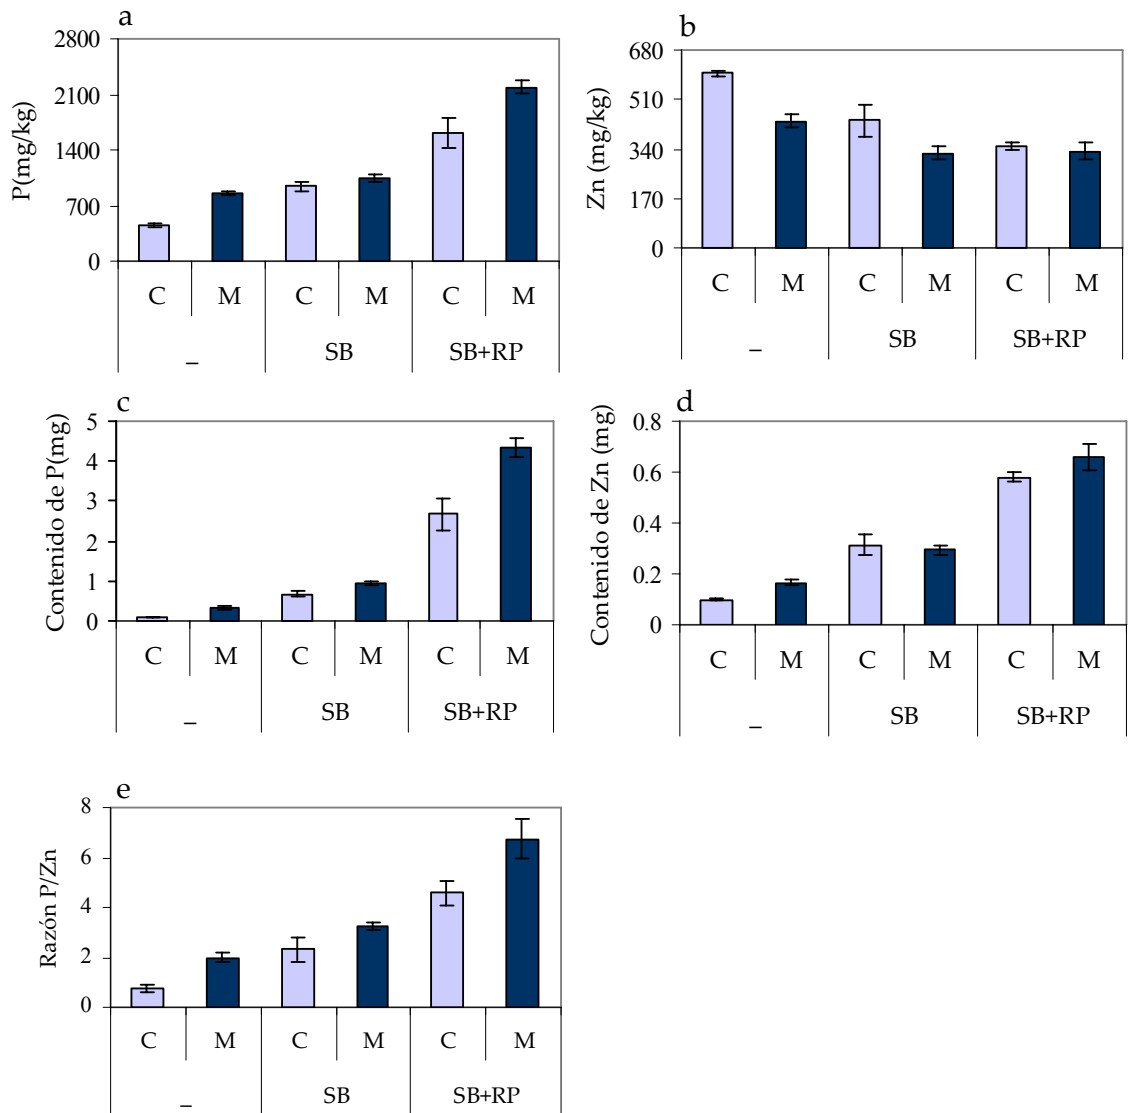 a
P(mg/kg)
2800
2100
1400
700
0
C M C M C M
_ SB SB+RP
b
Zn (mg/kg)
680
510
340
170
0
C M C M C M
_ SB SB+RP
c
Contenido de P(mg)
5
4
3
2
1
0
C M C M C M
_ SB SB+RP
d
Contenido de Zn (mg)
0.8
0.6
0.4
0.2
0
C M C M C M
_ SB SB+RP
e
Razón P/Zn
8
6
4
2
0
C M C M C M
_ SB SB+RP